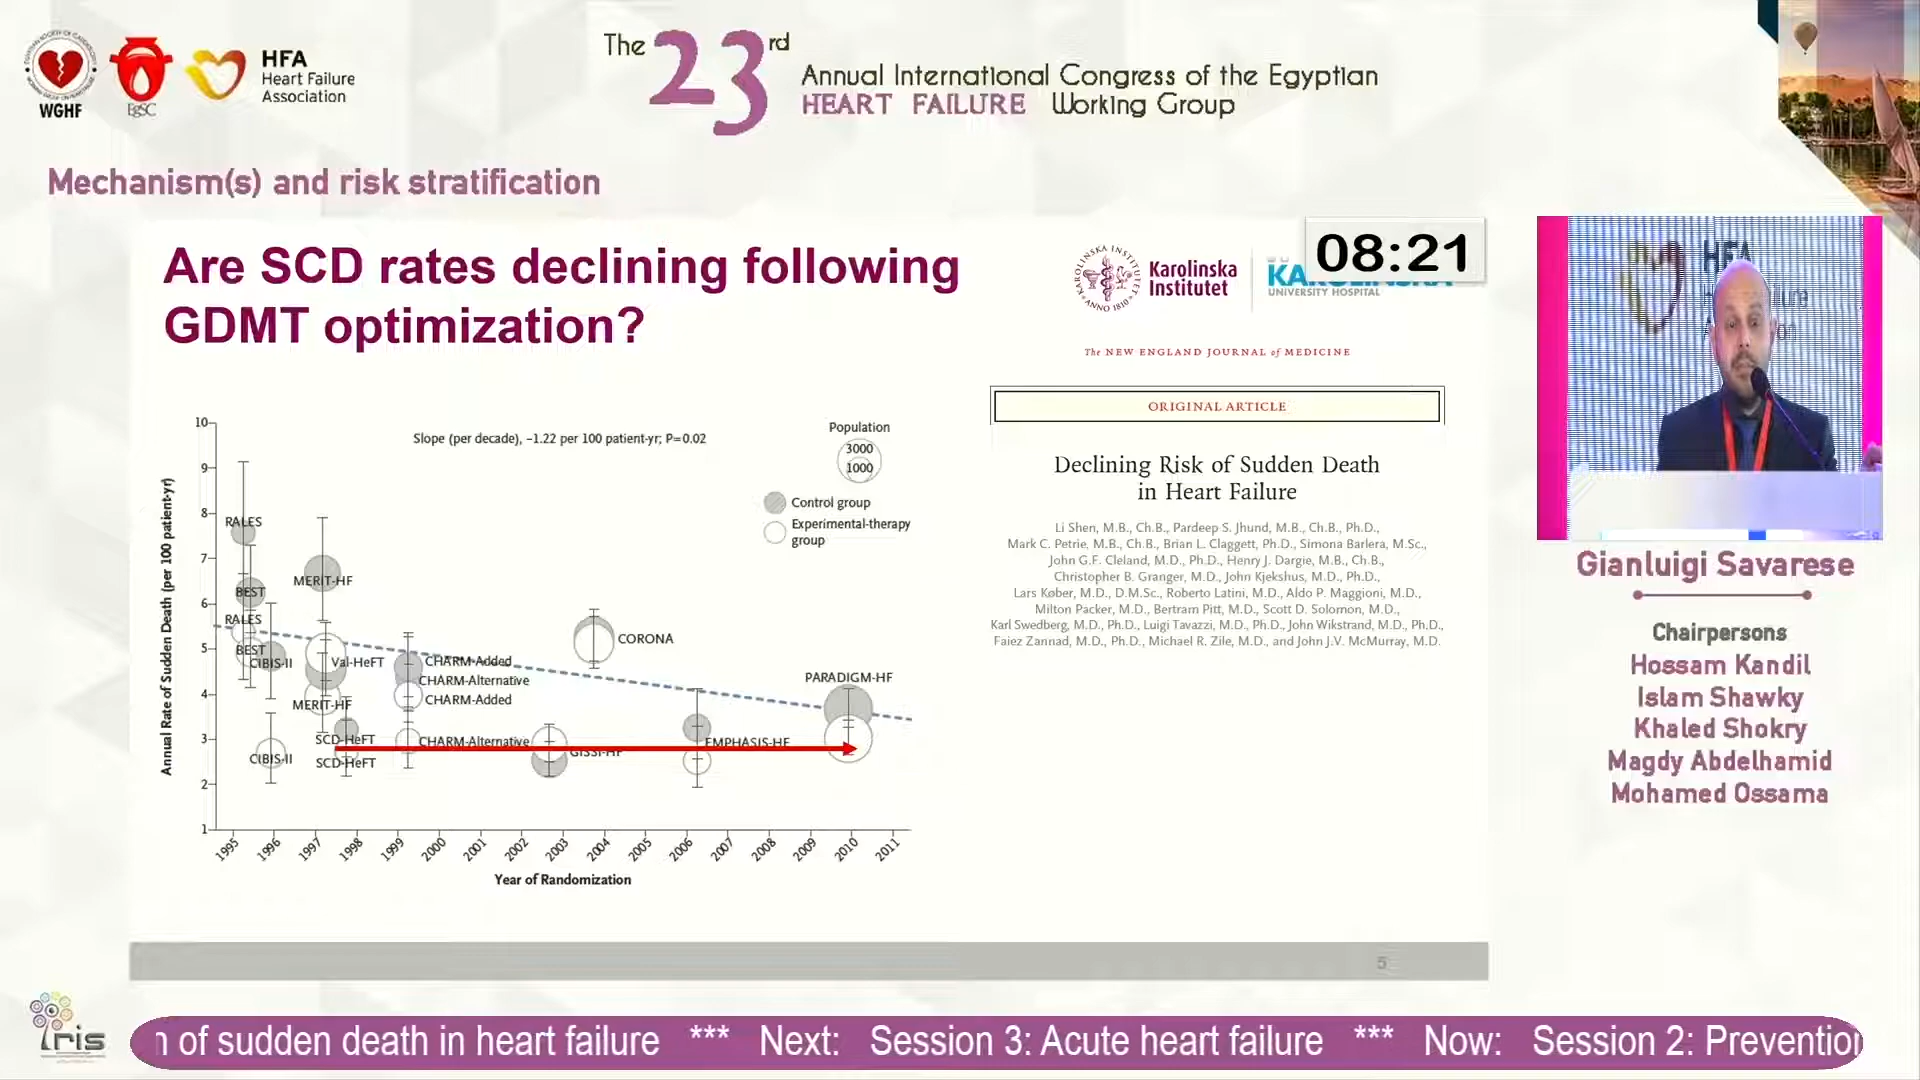 WGHF
EgSC
HFA
Heart Failure
Association
The 23rd
Annual International Congress of the Egyptian
HEART FAILURE Working Group
Mechanism(s) and risk stratification
Are SCD rates declining following
GDMT optimization?
Karolinska
Institutet
KAROLINSKA INSTITUTET
ANNO 1810
UNIVERSITY HOSPITAL
08:21
The NEW ENGLAND JOURNAL of MEDICINE
ORIGINAL ARTICLE
Declining Risk of Sudden Death
in Heart Failure
Li Shen, M.B., Ch.B., Pardeep S. Jhund, M.B., Ch.B., Ph.D.,
Mark C. Petrie, M.B., Ch.B., Brian L. Claggett, Ph.D., Simona Barlera, M.Sc.,
John G.F. Cleland, M.D., Ph.D., Henry J. Dargie, M.B., Ch.B.,
Christopher B. Granger, M.D., John Kjekshus, M.D., Ph.D.,
Lars Køber, M.D., D.M.Sc., Roberto Latini, M.D., Aldo P. Maggioni, M.D.,
Milton Packer, M.D., Bertram Pitt, M.D., Scott D. Solomon, M.D.,
Karl Swedberg, M.D., Ph.D., Luigi Tavazzi, M.D., Ph.D., John Wikstrand, M.D., Ph.D.,
Faiez Zannad, M.D., Ph.D., Michael R. Zile, M.D., and John J.V. McMurray, M.D.
Slope (per decade), −1.22 per 100 patient-yr; P=0.02
Population
3000
1000
Control group
Experimental-therapy
group
Annual Rate of Sudden Death (per 100 patient-yr)
10
9
8
7
6
5
4
3
2
1
RALES
BEST
RALES
BEST
CIBIS-II
CIBIS-II
MERIT-HF
Val-HeFT
MERIT-HF
SCD-HeFT
SCD-HeFT
CHARM-Added
CHARM-Alternative
CHARM-Added
CHARM-Alternative
GISSI-HF
CORONA
EMPHASIS-HF
PARADIGM-HF
1995 1996 1997 1998 1999 2000 2001 2002 2003 2004 2005 2006 2007 2008 2009 2010 2011
Year of Randomization
5
HFA
Gianluigi Savarese
Chairpersons
Hossam Kandil
Islam Shawky
Khaled Shokry
Magdy Abdelhamid
Mohamed Ossama
iris
n of sudden death in heart failure *** Next: Session 3: Acute heart failure *** Now: Session 2: Prevention